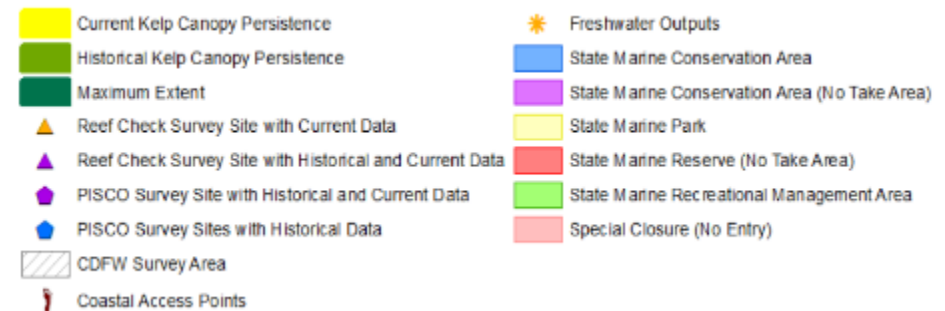 Current Kelp Canopy Persistence
Historical Kelp Canopy Persistence
Maximum Extent
Reef Check Survey Site with Current Data
Reef Check Survey Site with Historical and Current Data
PISCO Survey Site with Historical and Current Data
PISCO Survey Sites with Historical Data
CDFW Survey Area
Coastal Access Points
Freshwater Outputs
State Marine Conservation Area
State Marine Conservation Area (No Take Area)
State Marine Park
State Marine Reserve (No Take Area)
State Marine Recreational Management Area
Special Closure (No Entry)